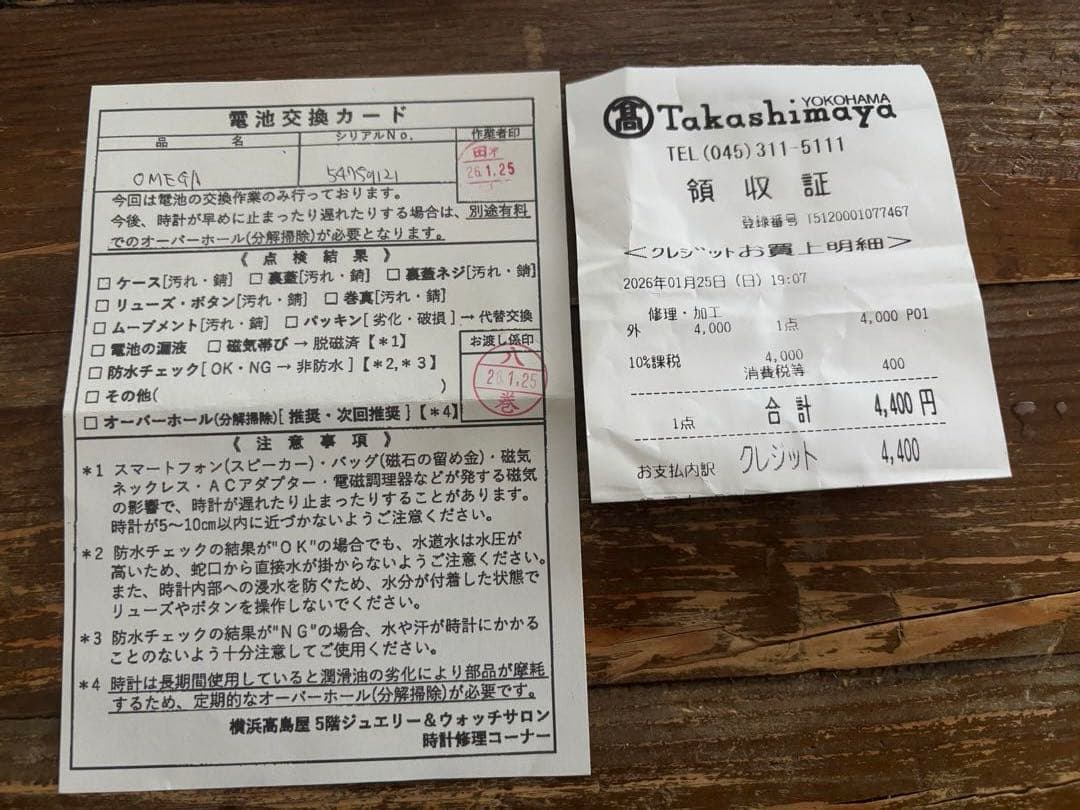 電池交換カード
品 名
シリアルNo.
作業者印
OMEGA
田
26.1.25
今回は電池の交換作業のみ行っております。
今後、時計が早めに止まったり遅れたりする場合は、別途有料
でのオーバーホール(分解掃除)が必要となります。
《 点 検 結 果 》
□ ケース[汚れ・錆] □ 裏蓋[汚れ・錆] □ 裏蓋ネジ[汚れ・錆]
□ リューズ・ボタン[汚れ・錆] □ 巻真[汚れ・錆]
□ ムーブメント[汚れ・錆] □ パッキン[劣化・破損]→代替交換
□ 電池の漏液 □ 磁気帯び → 脱磁済【*1】
□ 防水チェック[OK・NG → 非防水]【*2,*3】
□ その他( )
□ オーバーホール(分解掃除)[推奨・次回推奨]【*4】
お渡し係印
八
26.1.25
巻
《 注 意 事 項 》
*1 スマートフォン(スピーカー)・バッグ(磁石の留め金)・磁気
ネックレス・ACアダプター・電磁調理器などが発する磁気
の影響で、時計が遅れたり止まったりすることがあります。
時計が5〜10cm以内に近づかないようご注意ください。
*2 防水チェックの結果が"OK"の場合でも、水道水は水圧が
高いため、蛇口から直接水が掛からないようご注意ください。
また、時計内部への浸水を防ぐため、水分が付着した状態で
リューズやボタンを操作しないでください。
*3 防水チェックの結果が"NG"の場合、水や汗が時計にかかる
ことのないよう十分注意してご使用ください。
*4 時計は長期間使用していると潤滑油の劣化により部品が摩耗
するため、定期的なオーバーホール(分解掃除)が必要です。
横浜髙島屋 5階ジュエリー&ウォッチサロン
時計修理コーナー
髙 Takashimaya YOKOHAMA
TEL(045)311-5111
領 収 証
登録番号 T5120001077467
<クレジットお買上明細>
2026年01月25日(日)19:07
修理・加工
外 4,000 1点 4,000 P01
10%課税 4,000
消費税等 400
1点 合 計 4,400円
お支払内訳 クレジット 4,400